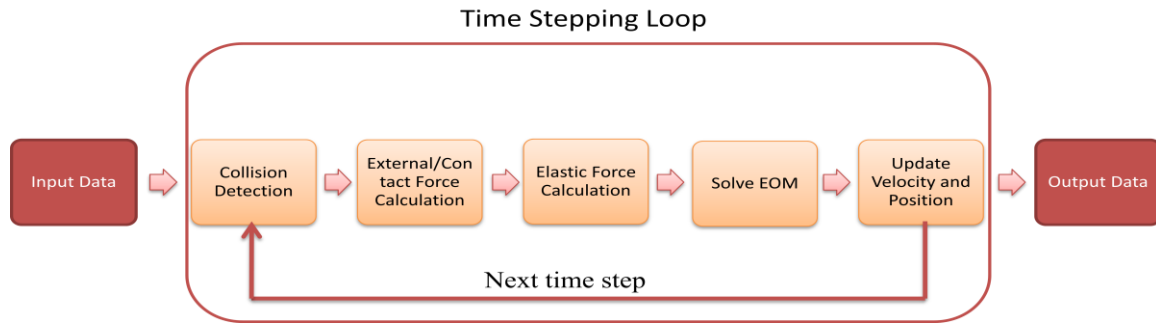 Time Stepping Loop
Input Data
Collision
Detection
External/Con
tact Force
Calculation
Elastic Force
Calculation
Solve EOM
Update
Velocity and
Position
Output Data
Next time step